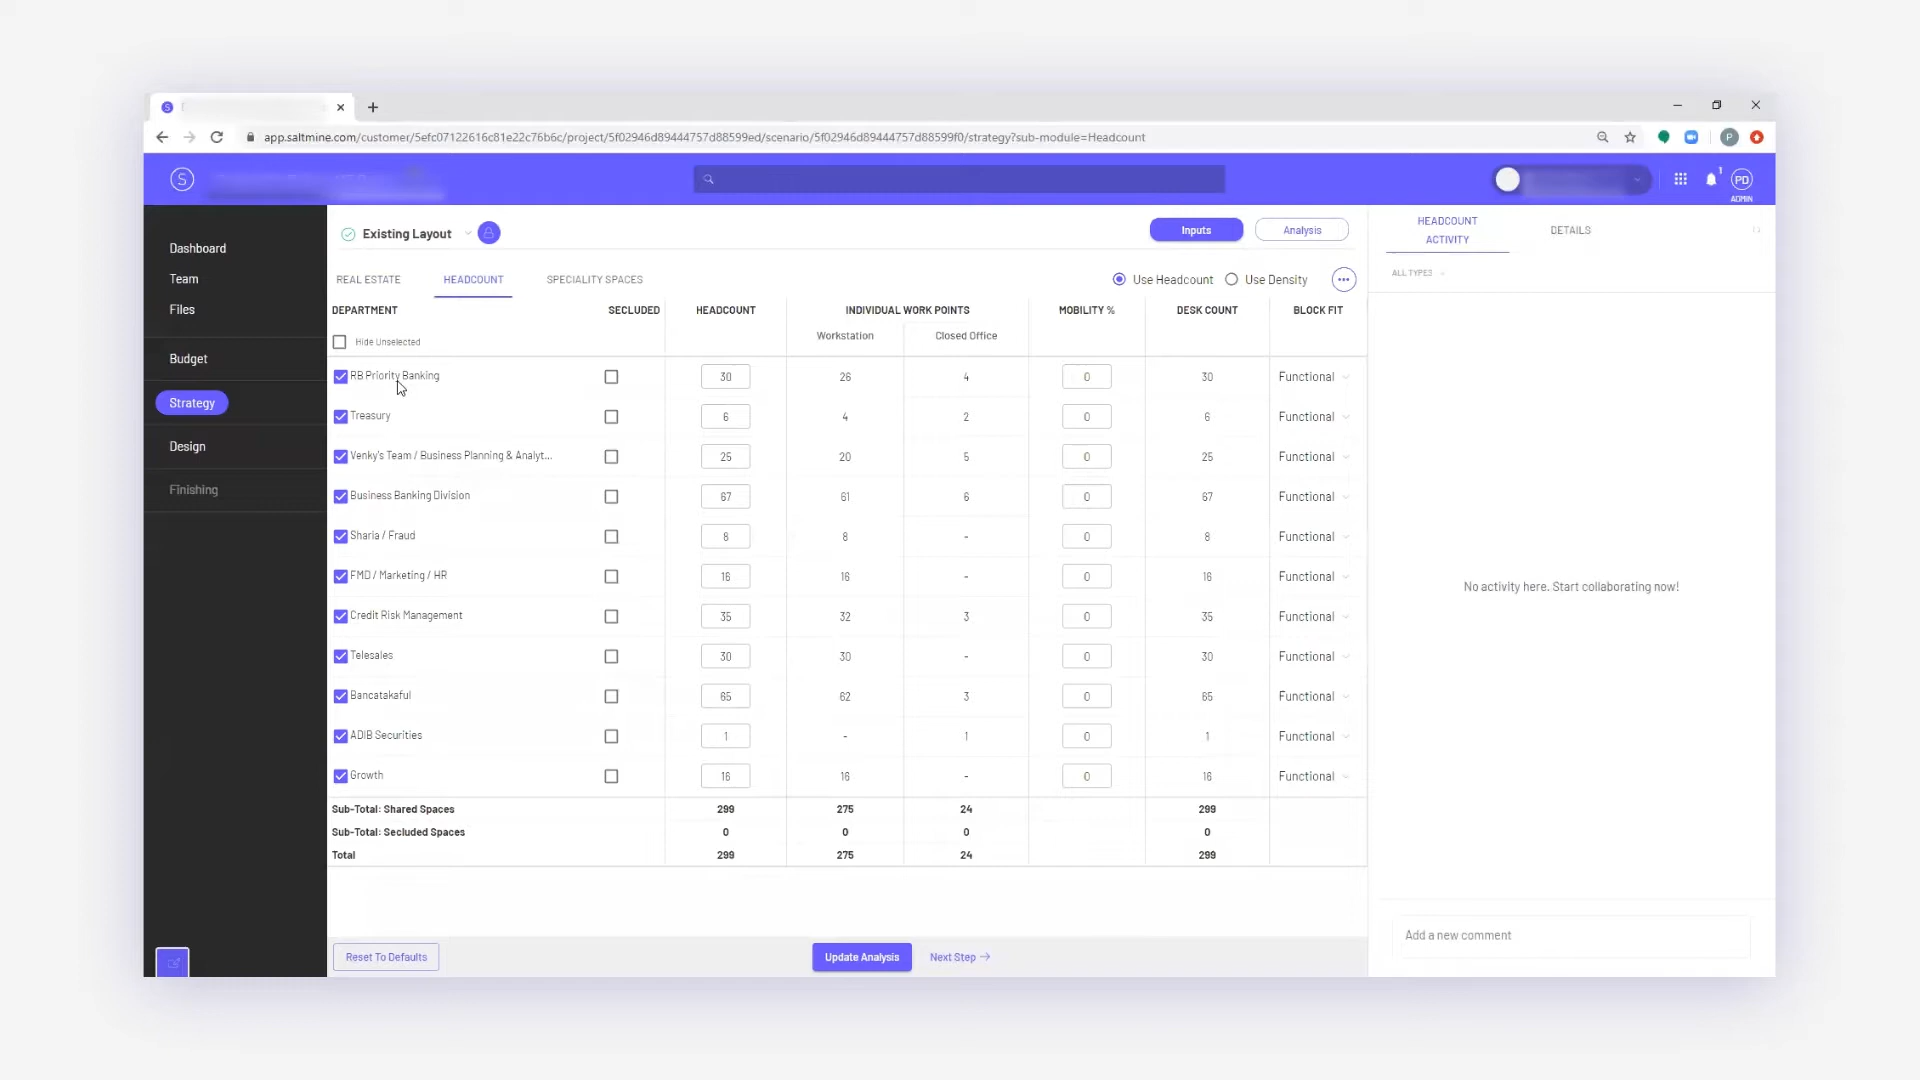 app.saltmine.com/customer/5efc07122616c81e22c76b6c/project/5f02946d89444757d88599ed/scenario/5f02946d89444757d88599f0/strategy?sub-module=Headcount
P
S
1
PD
ADMIN
Dashboard
Team
Files
Budget
Strategy
Design
Finishing
Existing Layout
Inputs
Analysis
REAL ESTATE HEADCOUNT SPECIALITY SPACES
Use Headcount Use Density
DEPARTMENT SECLUDED HEADCOUNT INDIVIDUAL WORK POINTS MOBILITY % DESK COUNT BLOCK FIT
Hide Unselected Workstation Closed Office
RB Priority Banking 30 26 4 0 30 Functional
Treasury 6 4 2 0 6 Functional
Venky's Team / Business Planning & Analyt... 25 20 5 0 25 Functional
Business Banking Division 67 61 6 0 67 Functional
Sharia / Fraud 8 8 - 0 8 Functional
FMD / Marketing / HR 16 16 - 0 16 Functional
Credit Risk Management 35 32 3 0 35 Functional
Telesales 30 30 - 0 30 Functional
Bancatakaful 65 62 3 0 65 Functional
ADIB Securities 1 - 1 0 1 Functional
Growth 16 16 - 0 16 Functional
Sub-Total: Shared Spaces 299 275 24 299
Sub-Total: Secluded Spaces 0 0 0 0
Total 299 275 24 299
Reset To Defaults
Update Analysis
Next Step →
HEADCOUNT
ACTIVITY
DETAILS
ALL TYPES
No activity here. Start collaborating now!
Add a new comment